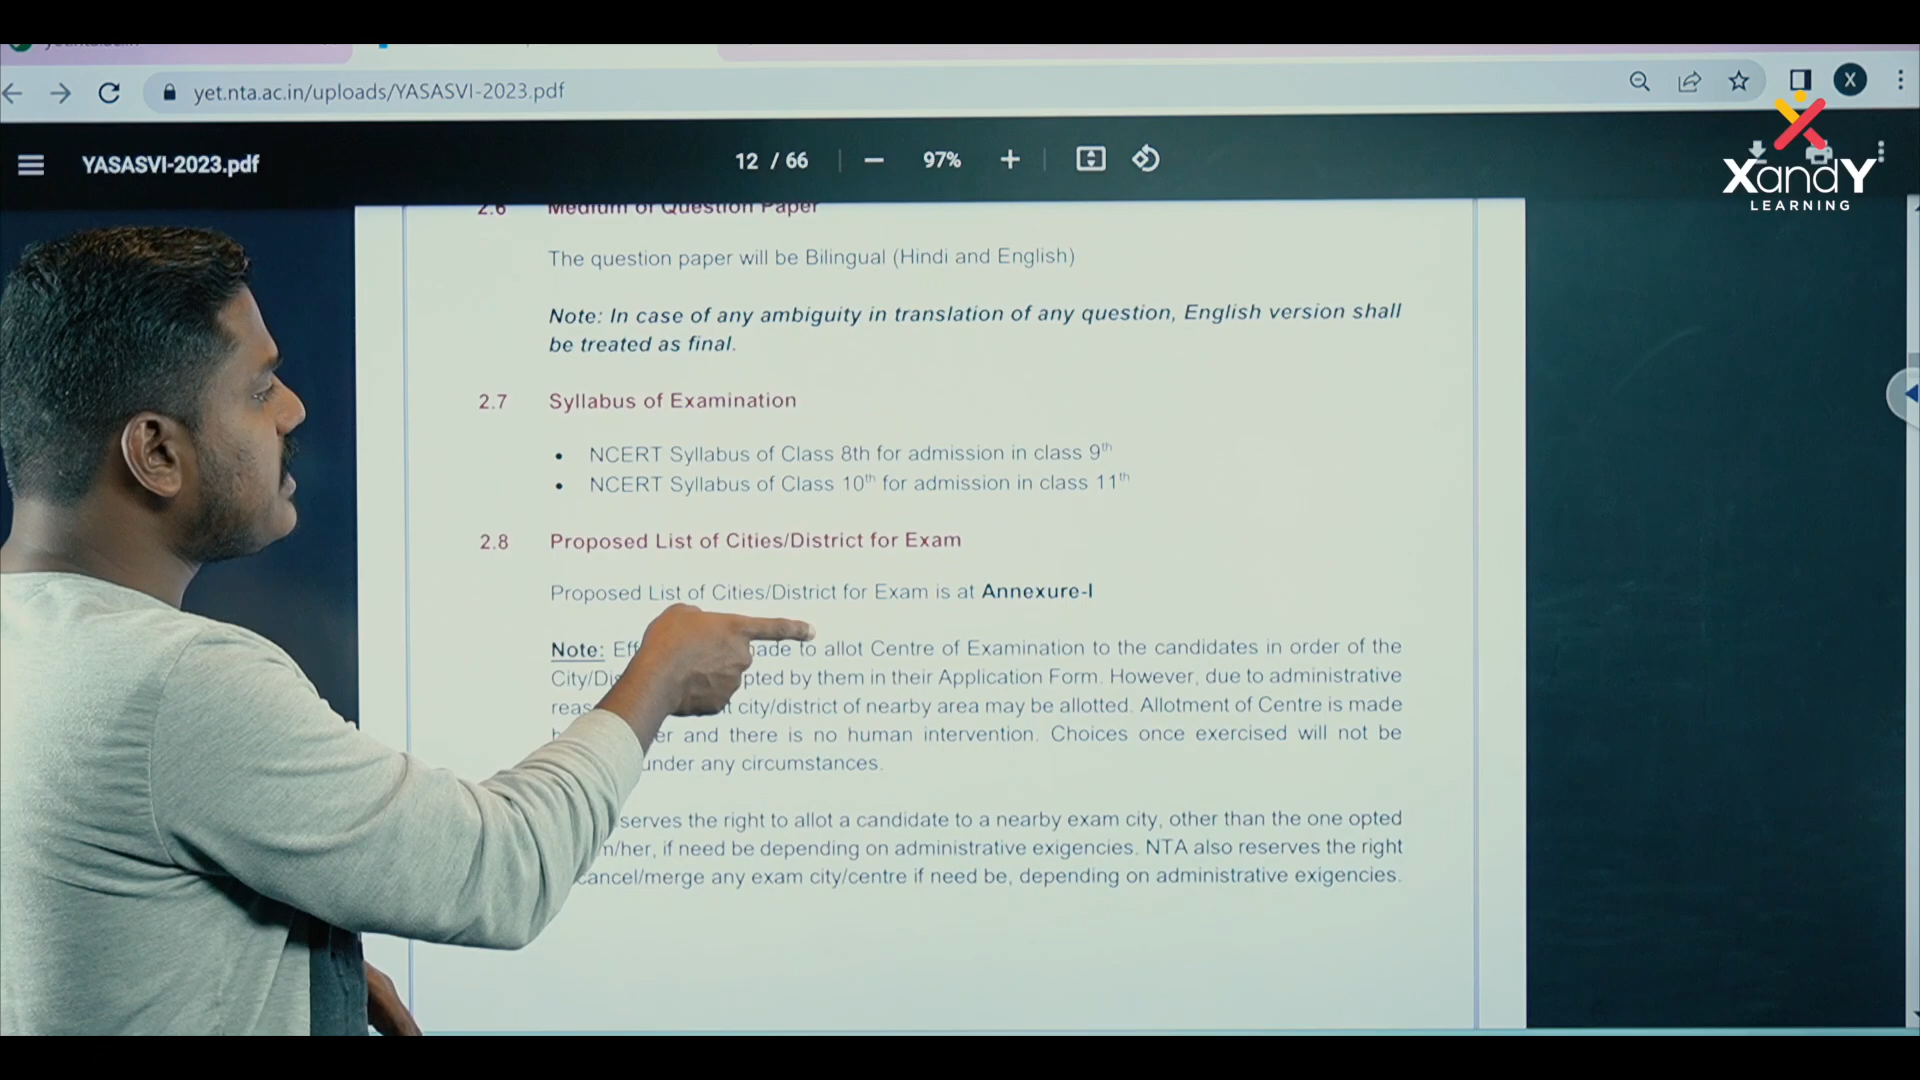 yet.nta.ac.in/uploads/YASASVI-2023.pdf
X
YASASVI-2023.pdf
12 / 66
97%
XandY
LEARNING
2.6 Medium of Question Paper
The question paper will be Bilingual (Hindi and English)
Note: In case of any ambiguity in translation of any question, English version shall
be treated as final.
2.7 Syllabus of Examination
• NCERT Syllabus of Class 8th for admission in class 9th
• NCERT Syllabus of Class 10th for admission in class 11th
2.8 Proposed List of Cities/District for Exam
Proposed List of Cities/District for Exam is at Annexure-I
Note: to allot Centre of Examination to the candidates in order of the
by them in their Application Form. However, due to administrative
city/district of nearby area may be allotted. Allotment of Centre is made
and there is no human intervention. Choices once exercised will not be
under any circumstances.
the right to allot a candidate to a nearby exam city, other than the one opted
if need be depending on administrative exigencies. NTA also reserves the right
cancel/merge any exam city/centre if need be, depending on administrative exigencies.